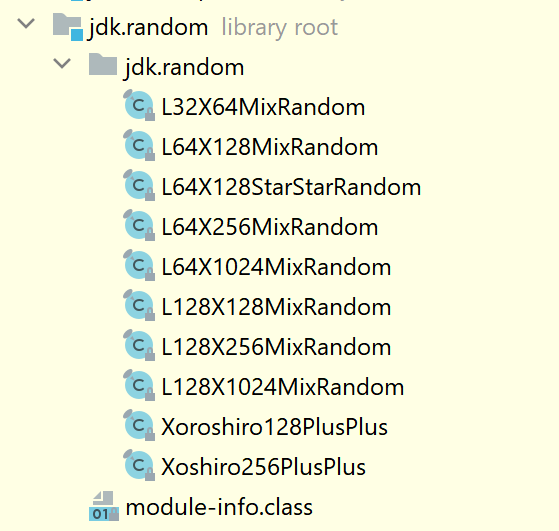 jdk.random library root
jdk.random
L32X64MixRandom
L64X128MixRandom
L64X128StarStarRandom
L64X256MixRandom
L64X1024MixRandom
L128X128MixRandom
L128X256MixRandom
L128X1024MixRandom
Xoroshiro128PlusPlus
Xoshiro256PlusPlus
module-info.class